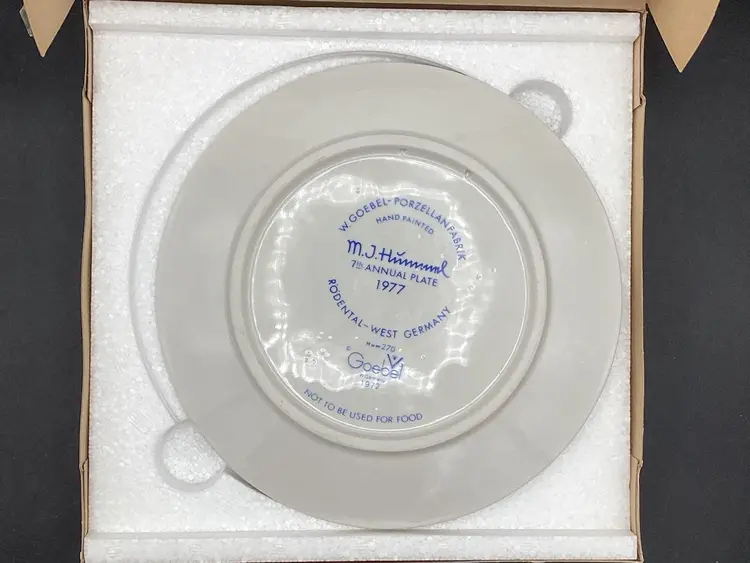 W. GOEBEL-PORZELLANFABRIK
HAND PAINTED
M.J. Hummel
7th ANNUAL PLATE
1977
RÖDENTAL-WEST GERMANY
Hum 270
©
Goebel
1972
NOT TO BE USED FOR FOOD